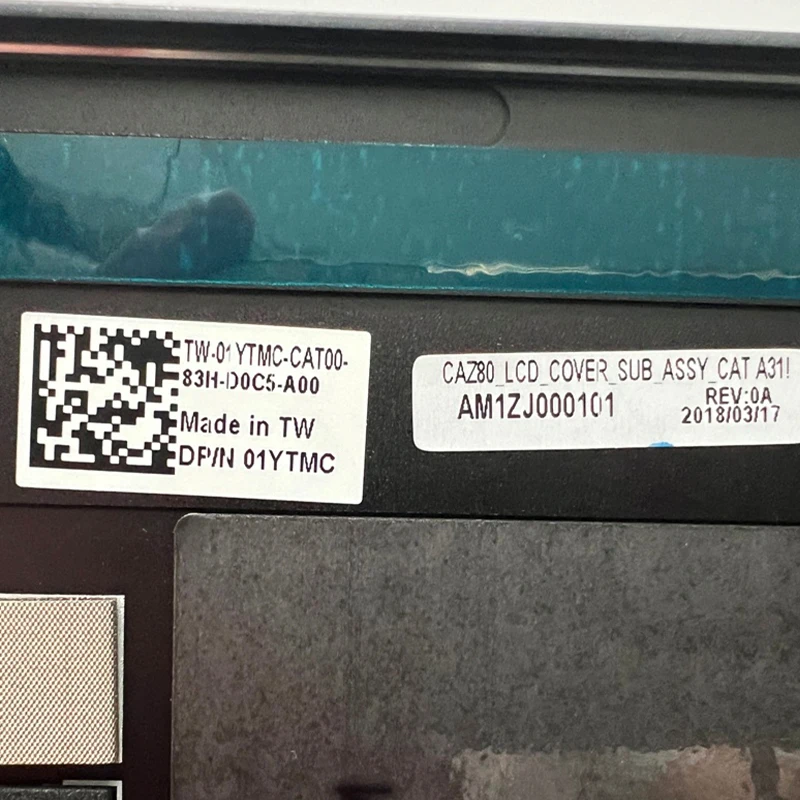 TW-01YTMC-CAT00-
83H-D0C5-A00
Made in TW
DP/N 01YTMC
CAZ80_LCD_COVER_SUB_ASSY_CAT A31!
AM1ZJ000101
REV:0A
2018/03/17